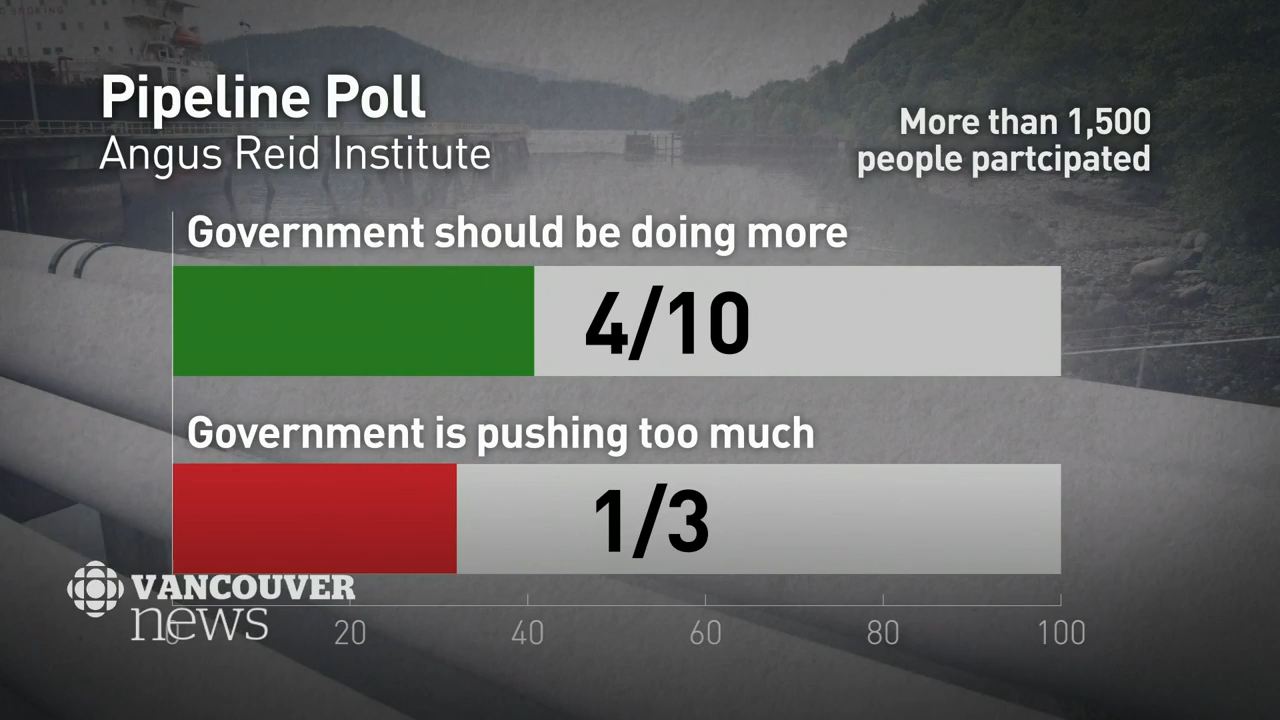 Pipeline Poll
Angus Reid Institute
More than 1,500
people partcipated
Government should be doing more
4/10
Government is pushing too much
1/3
VANCOUVER
news
0 20 40 60 80 100